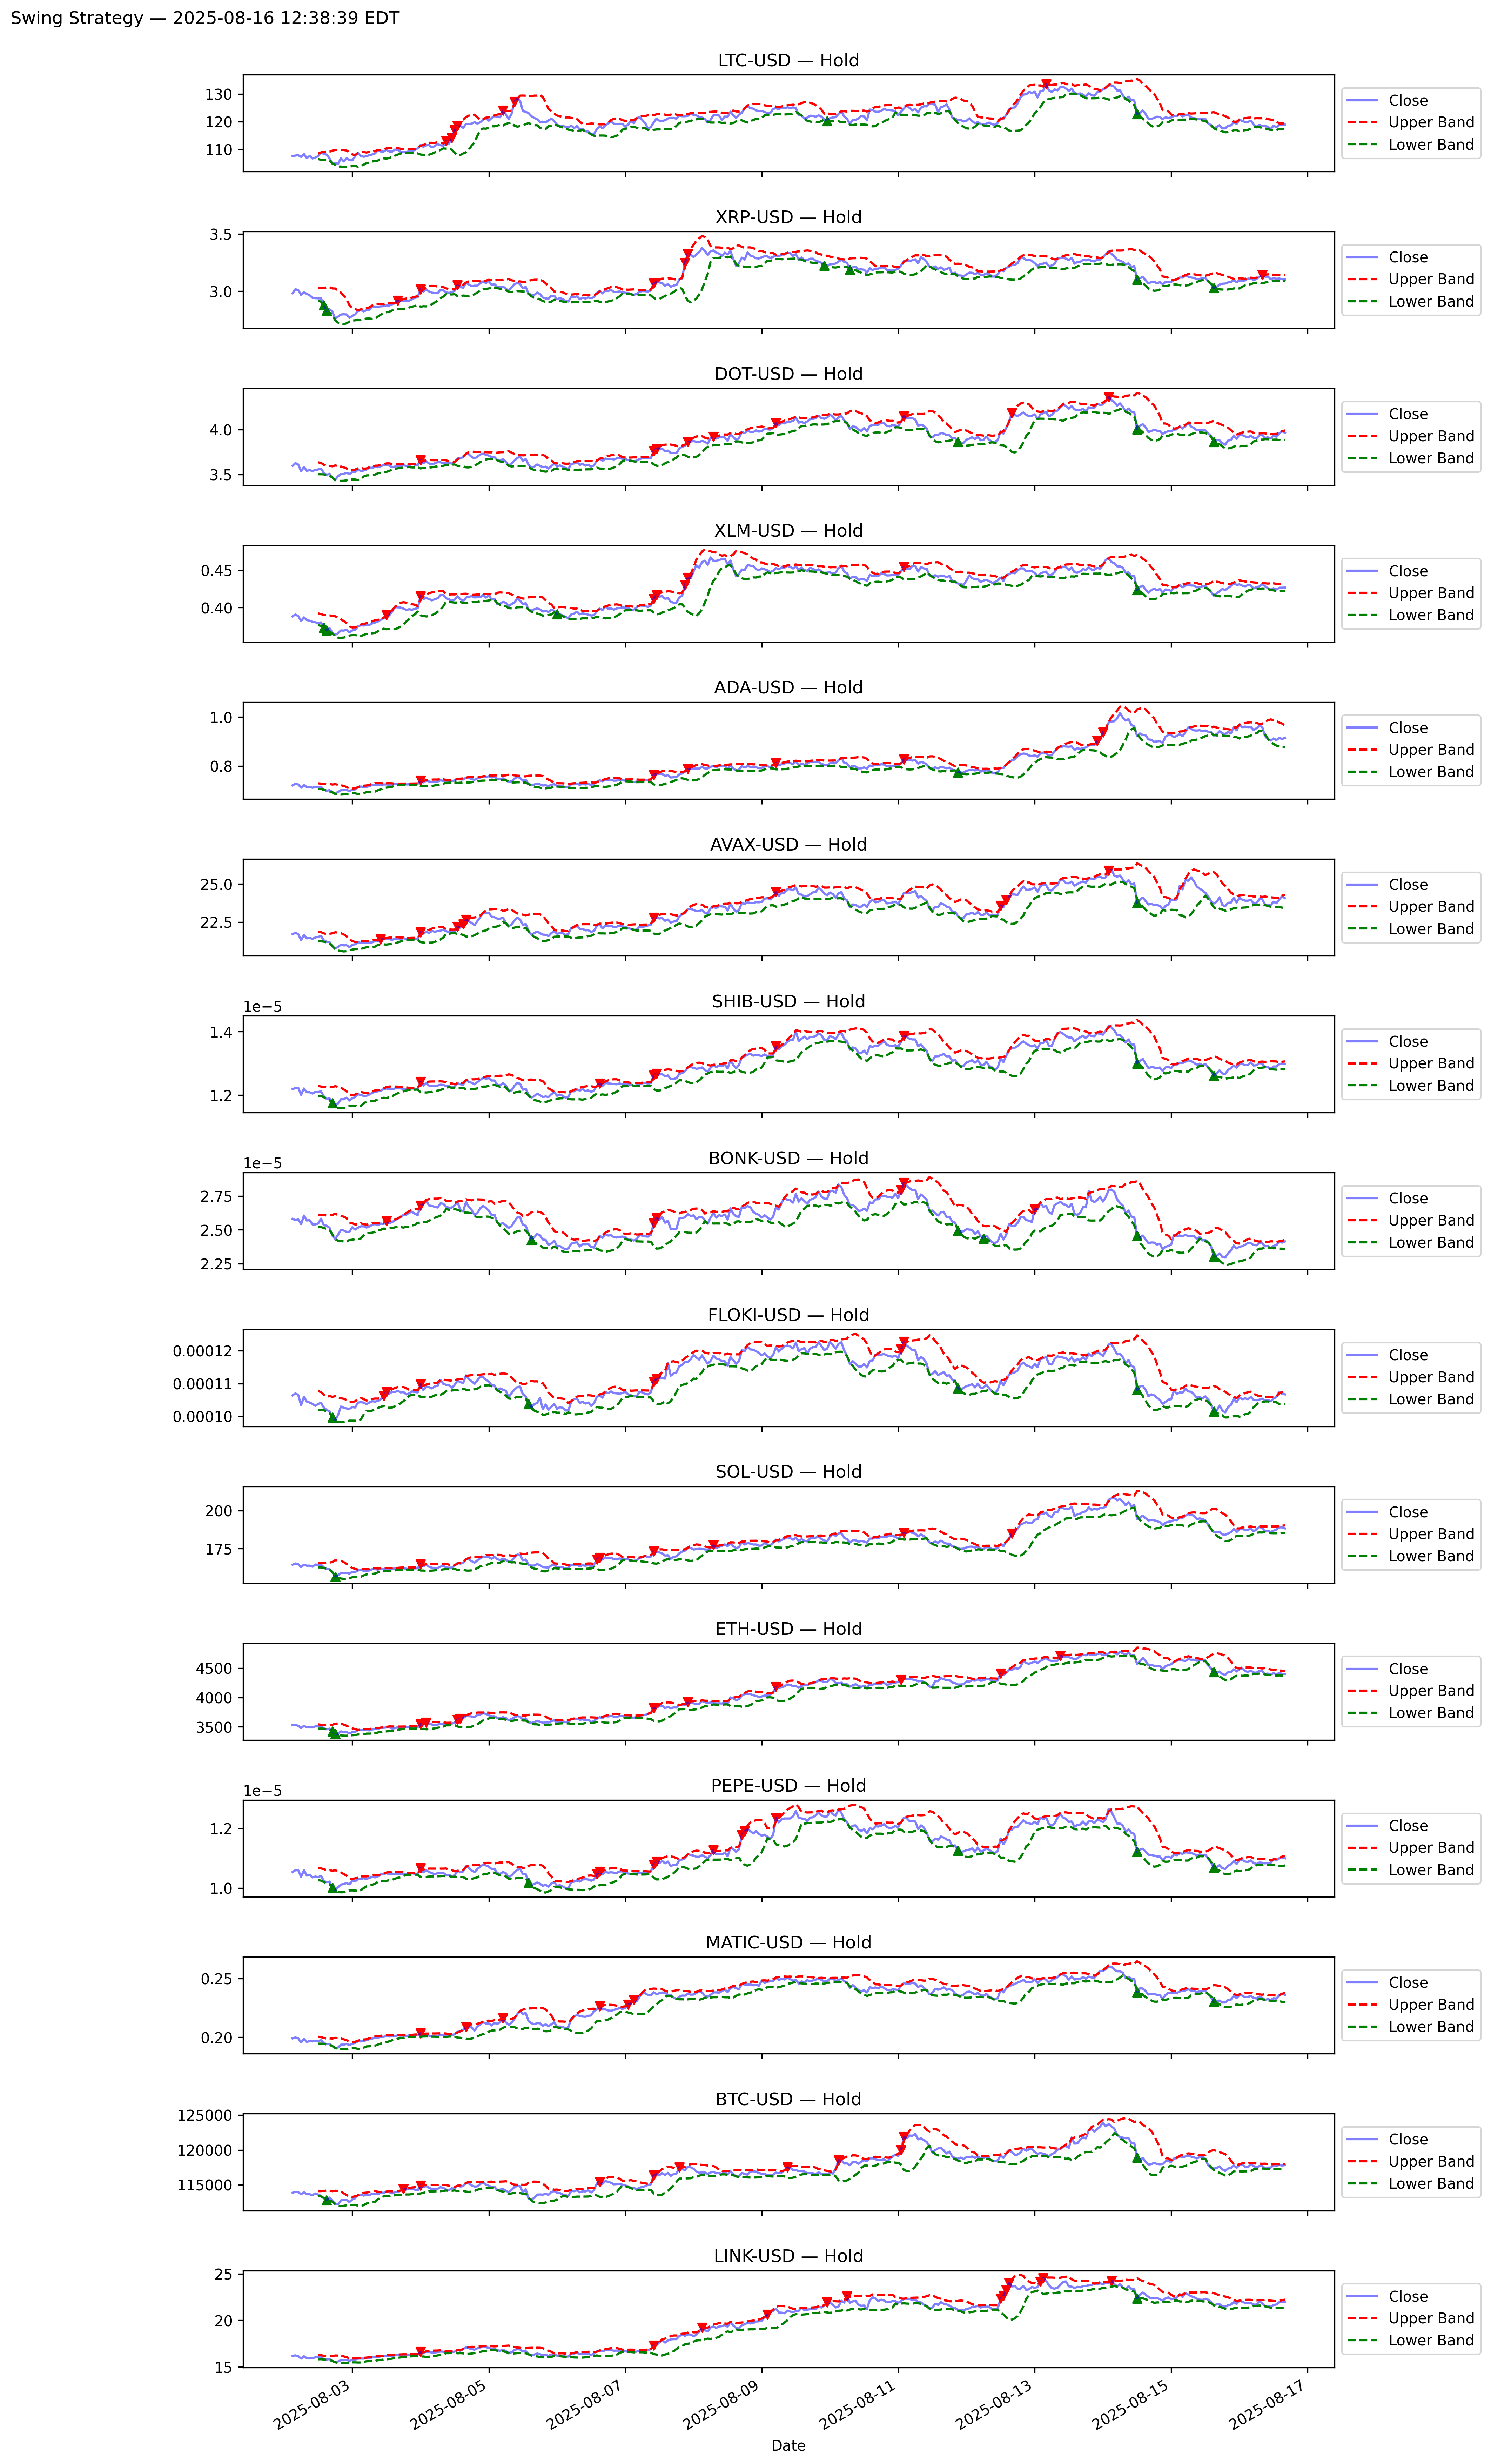 Swing Strategy — 2025-08-16 12:38:39 EDT
LTC-USD — Hold
130
120
110
Close
Upper Band
Lower Band
XRP-USD — Hold
3.5
3.0
Close
Upper Band
Lower Band
DOT-USD — Hold
4.0
3.5
Close
Upper Band
Lower Band
XLM-USD — Hold
0.45
0.40
Close
Upper Band
Lower Band
ADA-USD — Hold
1.0
0.8
Close
Upper Band
Lower Band
AVAX-USD — Hold
25.0
22.5
Close
Upper Band
Lower Band
SHIB-USD — Hold
1e−5
1.4
1.2
Close
Upper Band
Lower Band
BONK-USD — Hold
1e−5
2.75
2.50
2.25
Close
Upper Band
Lower Band
FLOKI-USD — Hold
0.00012
0.00011
0.00010
Close
Upper Band
Lower Band
SOL-USD — Hold
200
175
Close
Upper Band
Lower Band
ETH-USD — Hold
4500
4000
3500
Close
Upper Band
Lower Band
PEPE-USD — Hold
1e−5
1.2
1.0
Close
Upper Band
Lower Band
MATIC-USD — Hold
0.25
0.20
Close
Upper Band
Lower Band
BTC-USD — Hold
125000
120000
115000
Close
Upper Band
Lower Band
LINK-USD — Hold
25
20
15
Close
Upper Band
Lower Band
2025-08-03
2025-08-05
2025-08-07
2025-08-09
2025-08-11
2025-08-13
2025-08-15
2025-08-17
Date